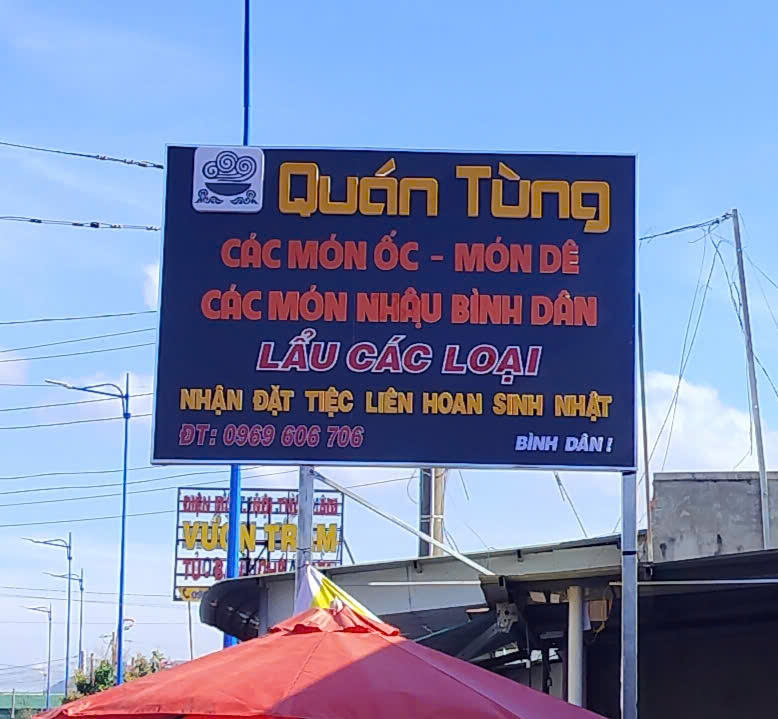 Quán Tùng
CÁC MÓN ỐC - MÓN DÊ
CÁC MÓN NHẬU BÌNH DÂN
LẨU CÁC LOẠI
NHẬN ĐẶT TIỆC LIÊN HOAN SINH NHẬT
ĐT: 0969 606 706
BÌNH DÂN!
VƯỜN TRÀM